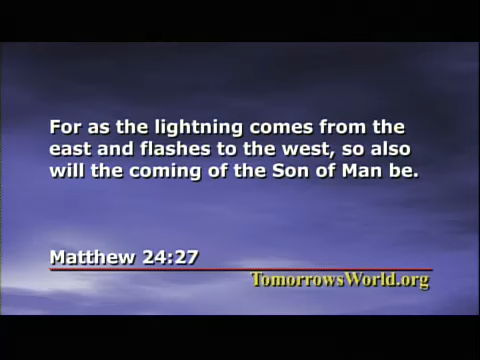 For as the lightning comes from the
east and flashes to the west, so also
will the coming of the Son of Man be.
Matthew 24:27
TomorrowsWorld.org